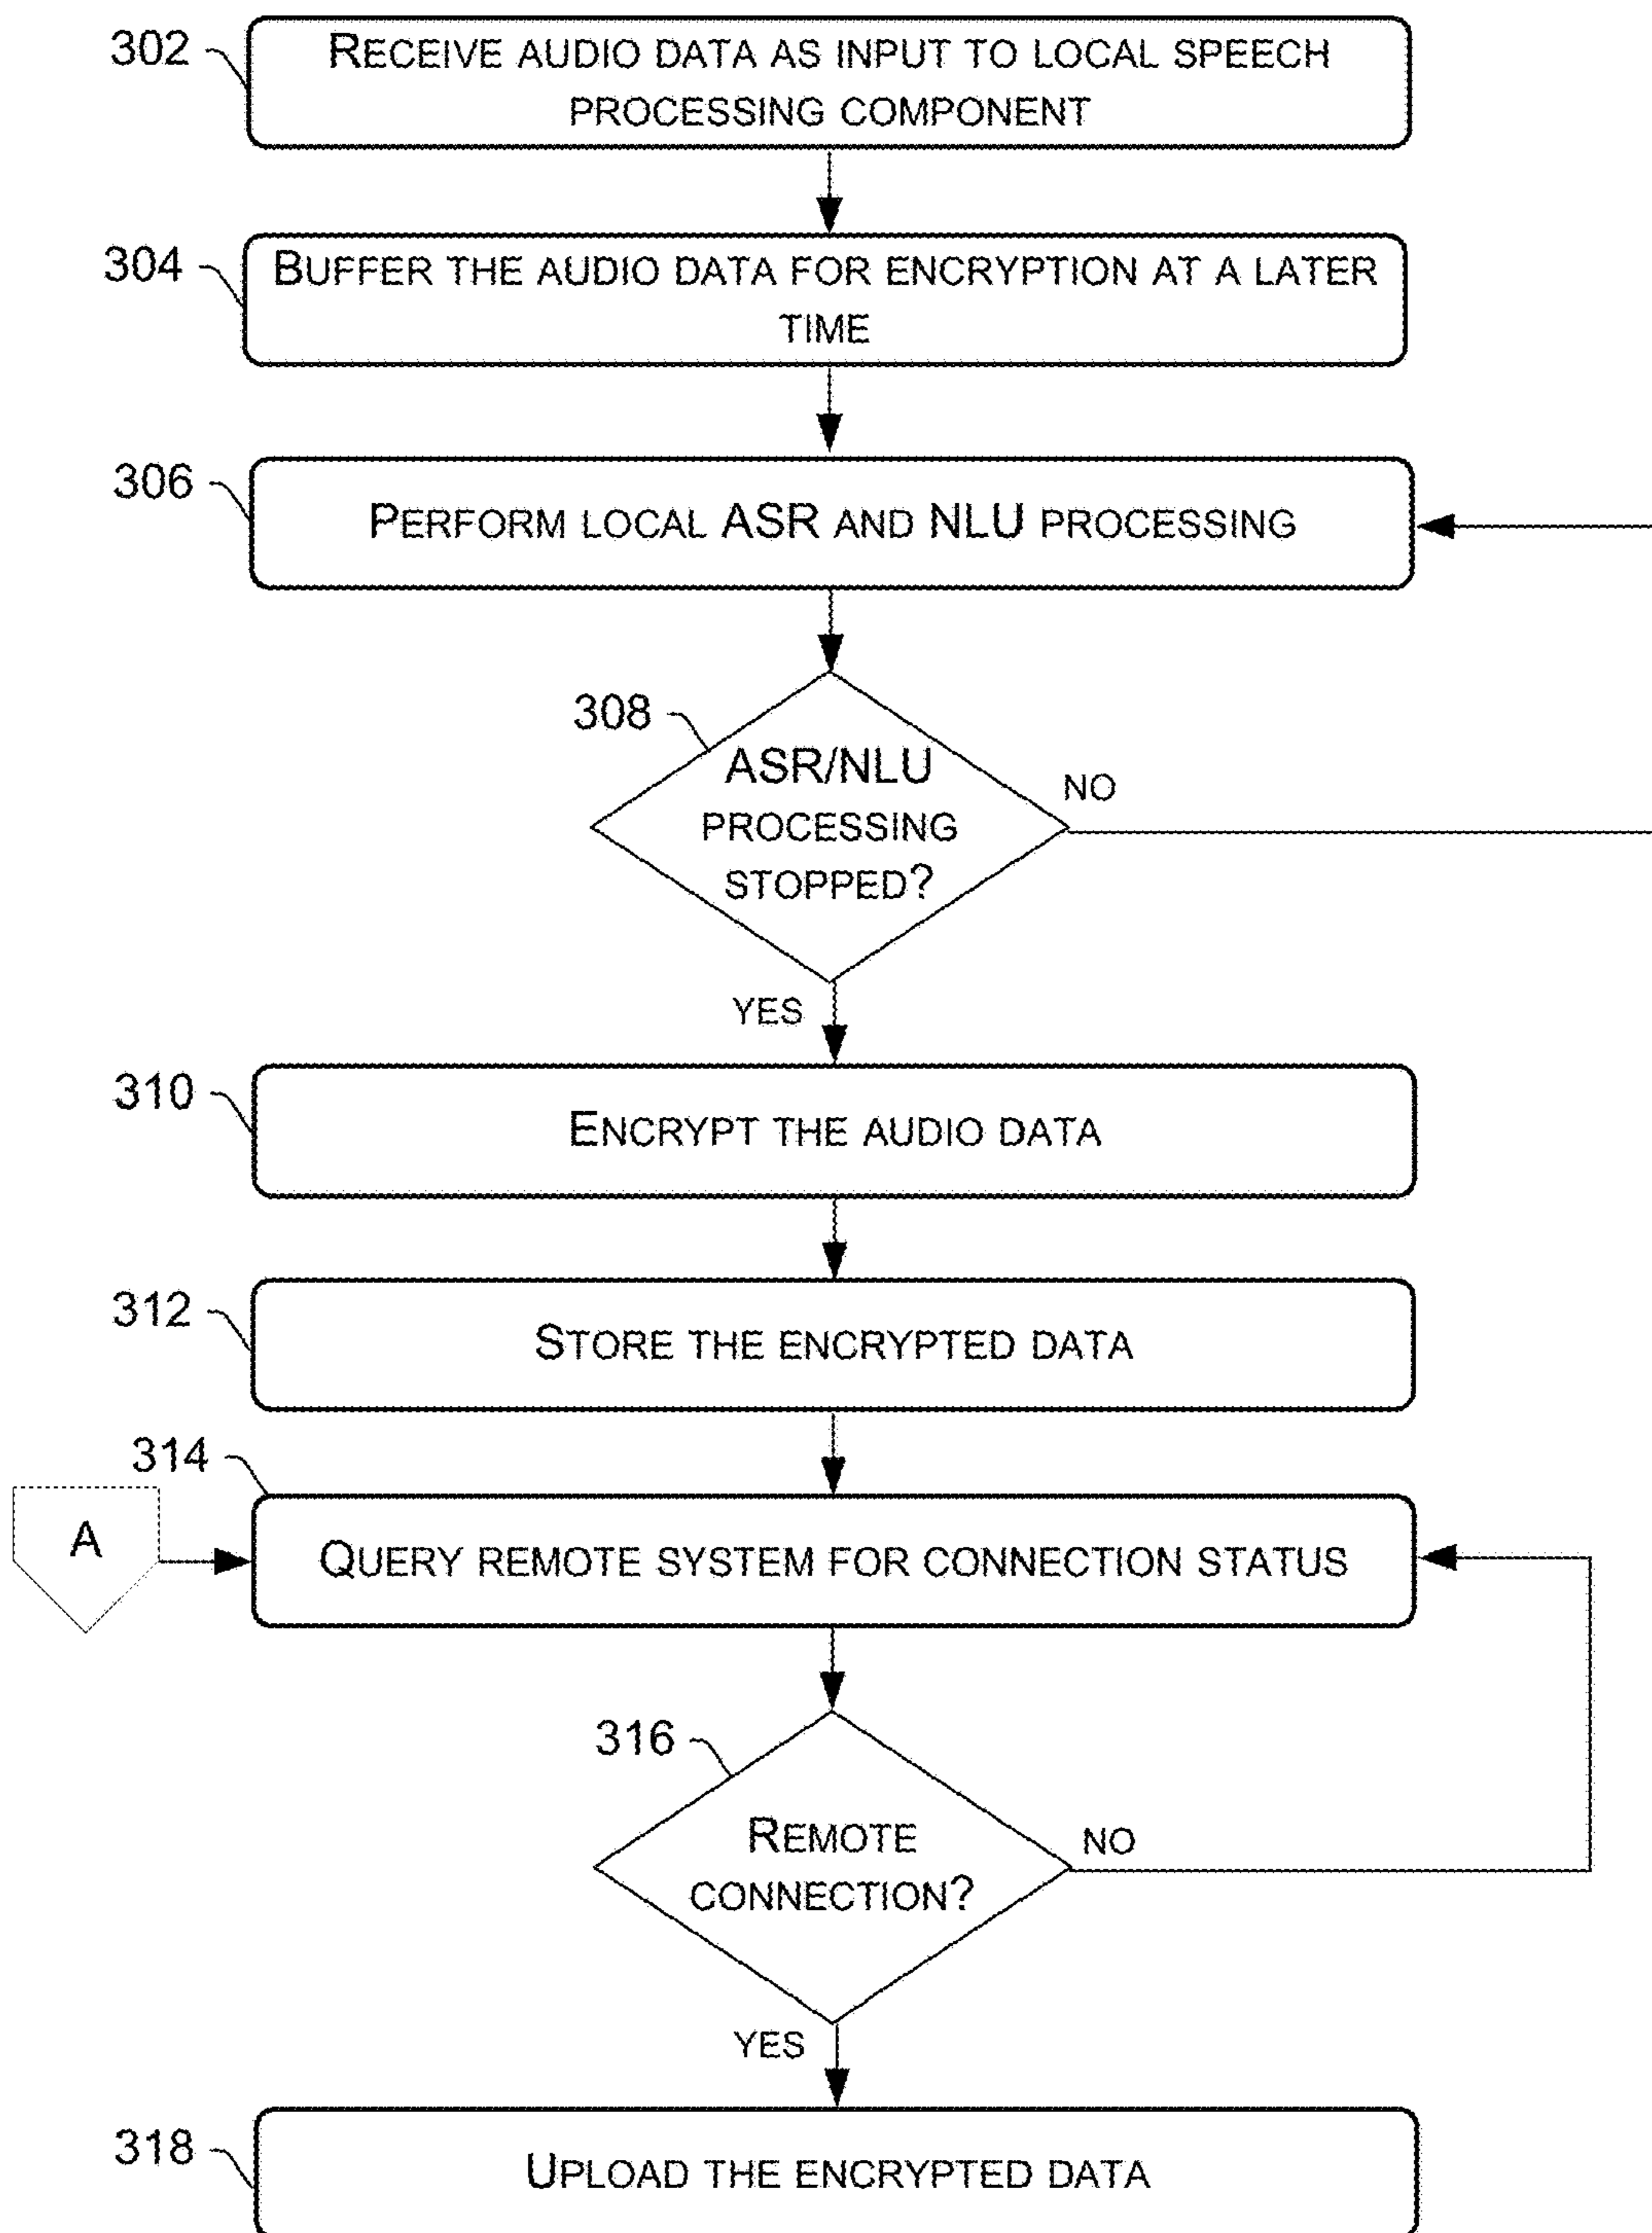 302
RECEIVE AUDIO DATA AS INPUT TO LOCAL SPEECH
PROCESSING COMPONENT
304
BUFFER THE AUDIO DATA FOR ENCRYPTION AT A LATER
TIME
306
PERFORM LOCAL ASR AND NLU PROCESSING
308
ASR/NLU
PROCESSING
STOPPED?
NO
YES
310
ENCRYPT THE AUDIO DATA
312
STORE THE ENCRYPTED DATA
314
A
QUERY REMOTE SYSTEM FOR CONNECTION STATUS
316
REMOTE
CONNECTION?
NO
YES
318
UPLOAD THE ENCRYPTED DATA